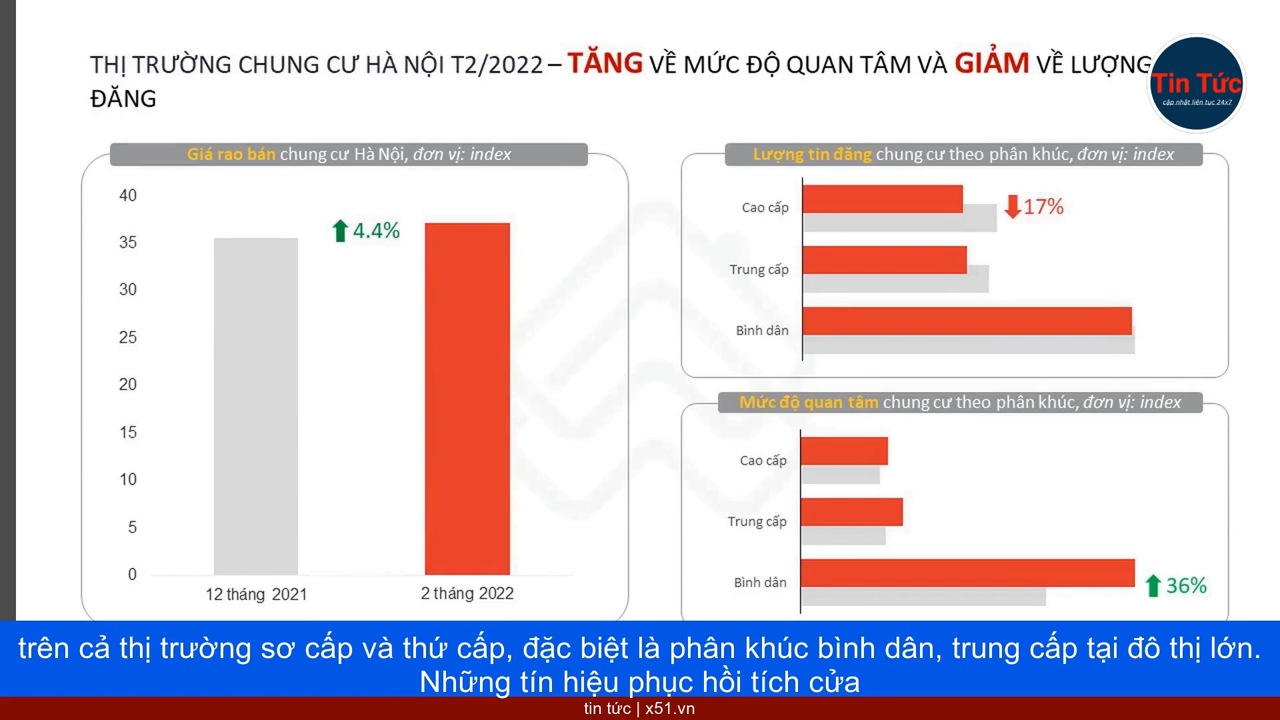 THỊ TRƯỜNG CHUNG CƯ HÀ NỘI T2/2022 – TĂNG VỀ MỨC ĐỘ QUAN TÂM VÀ GIẢM VỀ LƯỢNG
ĐĂNG
Tin Tức
cập nhật liên tục 24x7
Giá rao bán chung cư Hà Nội, đơn vị: index
40
35
30
25
20
15
10
5
0
4.4%
12 tháng 2021
2 tháng 2022
Lượng tin đăng chung cư theo phân khúc, đơn vị: index
Cao cấp
17%
Trung cấp
Bình dân
Mức độ quan tâm chung cư theo phân khúc, đơn vị: index
Cao cấp
Trung cấp
Bình dân
36%
trên cả thị trường sơ cấp và thứ cấp, đặc biệt là phân khúc bình dân, trung cấp tại đô thị lớn.
Những tín hiệu phục hồi tích cửa
tin tức | x51.vn